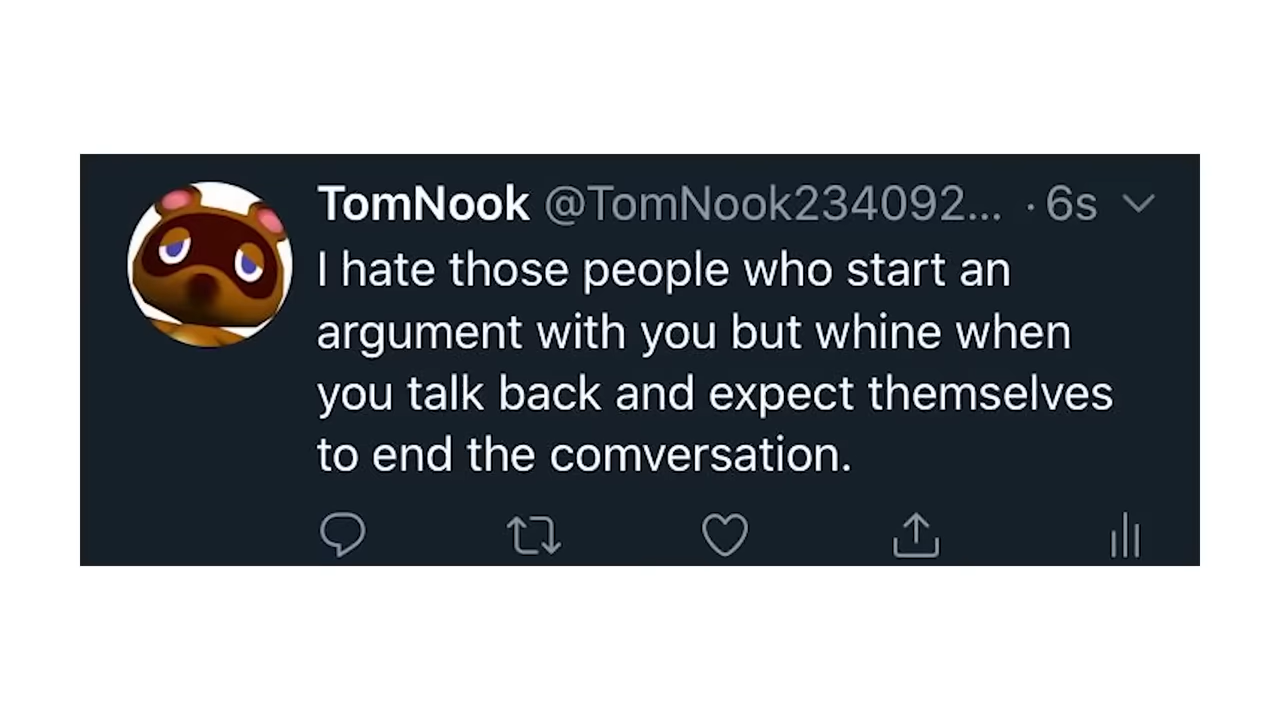 TomNook @TomNook234092... · 6s
I hate those people who start an
argument with you but whine when
you talk back and expect themselves
to end the comversation.